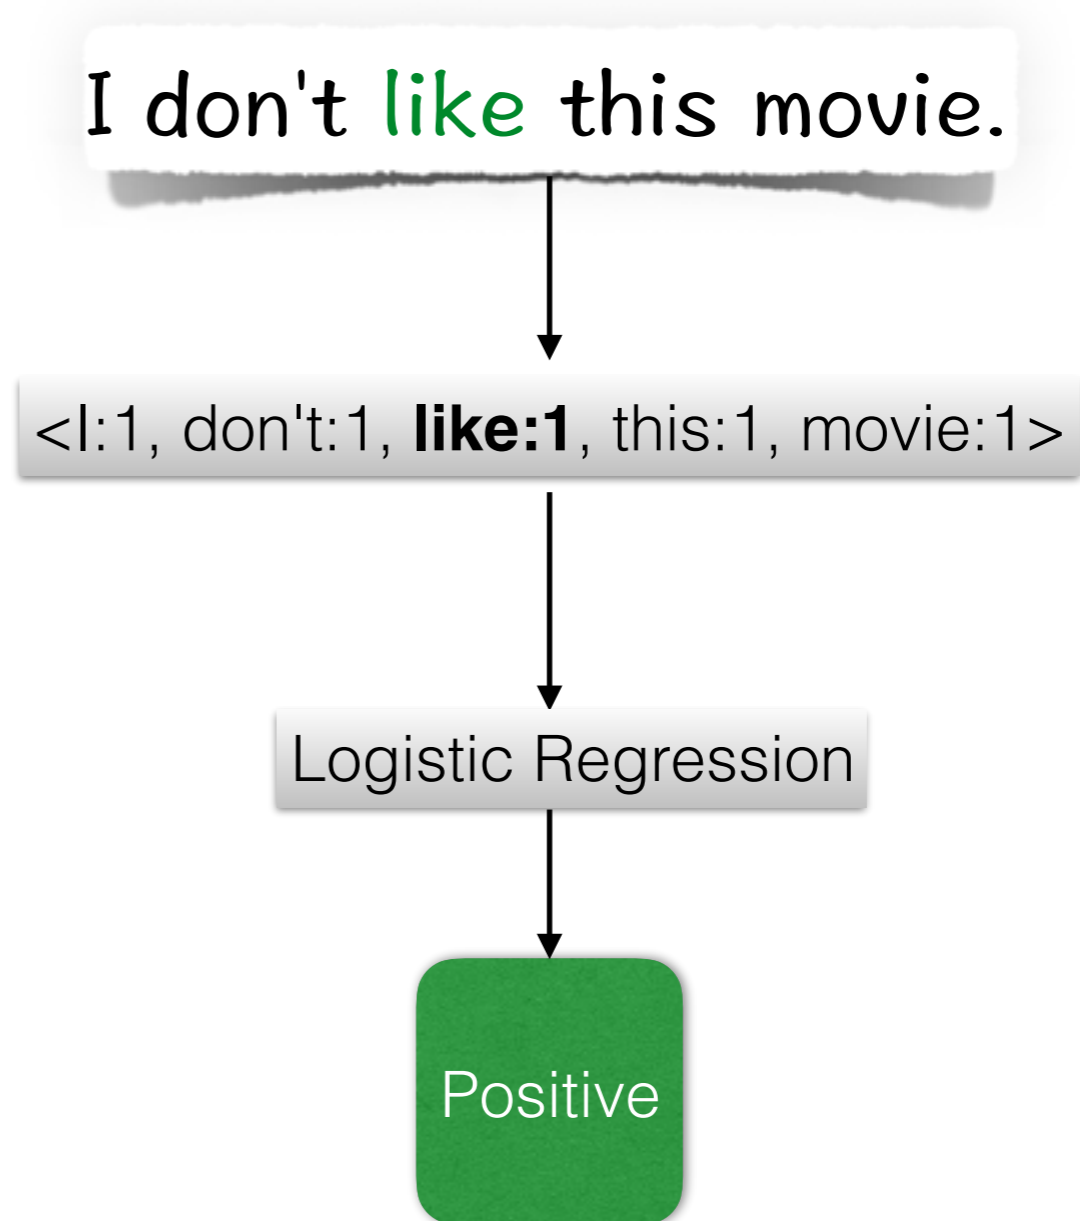 I don't like this movie.
<I:1, don't:1, like:1, this:1, movie:1>
Logistic Regression
Positive